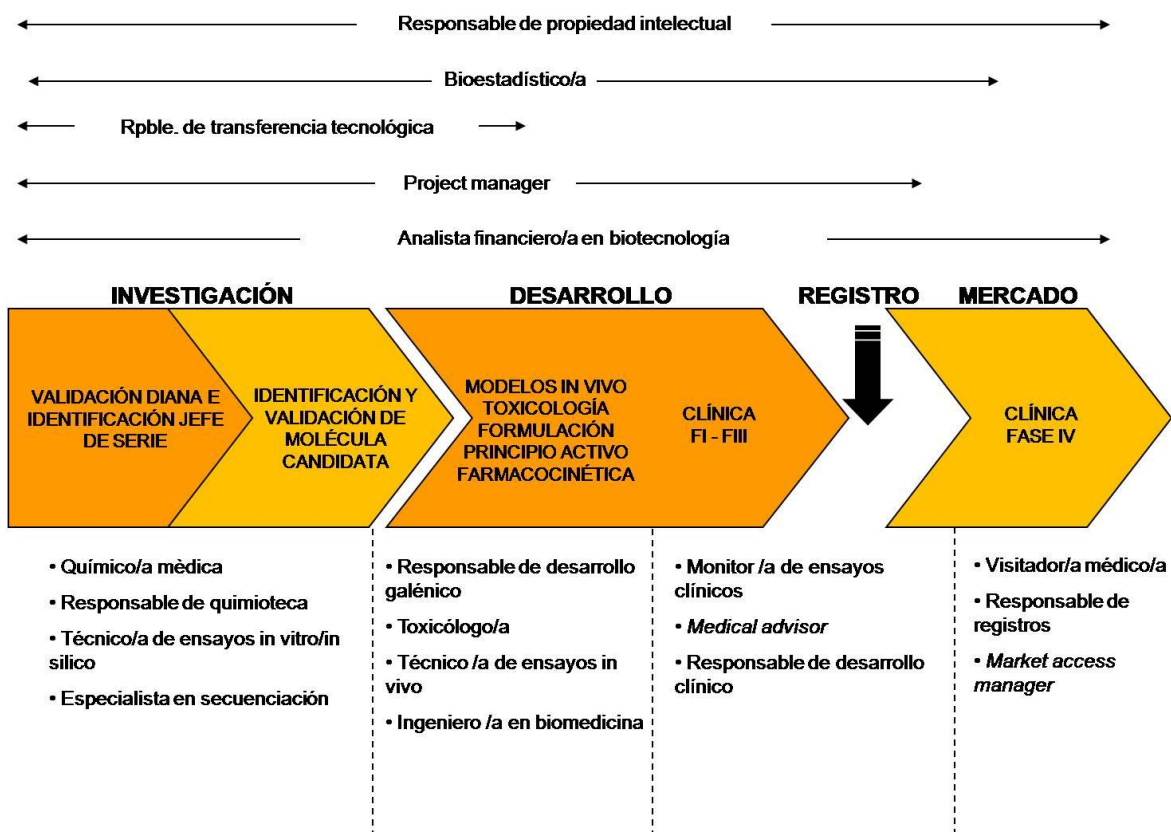 Responsable de propiedad intelectual
Bioestadístico/a
Rpble. de transferencia tecnológica
Project manager
Analista financiero/a en biotecnología
INVESTIGACIÓN
DESARROLLO
REGISTRO
MERCADO
VALIDACIÓN DIANA E
IDENTIFICACIÓN JEFE
DE SERIE
IDENTIFICACIÓN Y
VALIDACIÓN DE
MOLÉCULA
CANDIDATA
MODELOS IN VIVO
TOXICOLOGÍA
FORMULACIÓN
PRINCIPIO ACTIVO
FARMACOCINÉTICA
CLÍNICA
FI - FIII
CLÍNICA
FASE IV
• Químico/a mèdica
• Responsable de quimioteca
• Técnico/a de ensayos in vitro/in
silico
• Especialista en secuenciación
• Responsable de desarrollo
galénico
• Toxicólogo/a
• Técnico /a de ensayos in
vivo
• Ingeniero /a en biomedicina
• Monitor /a de ensayos
clínicos
• Medical advisor
• Responsable de desarrollo
clínico
• Visitador/a médico/a
• Responsable de
registros
• Market access
manager